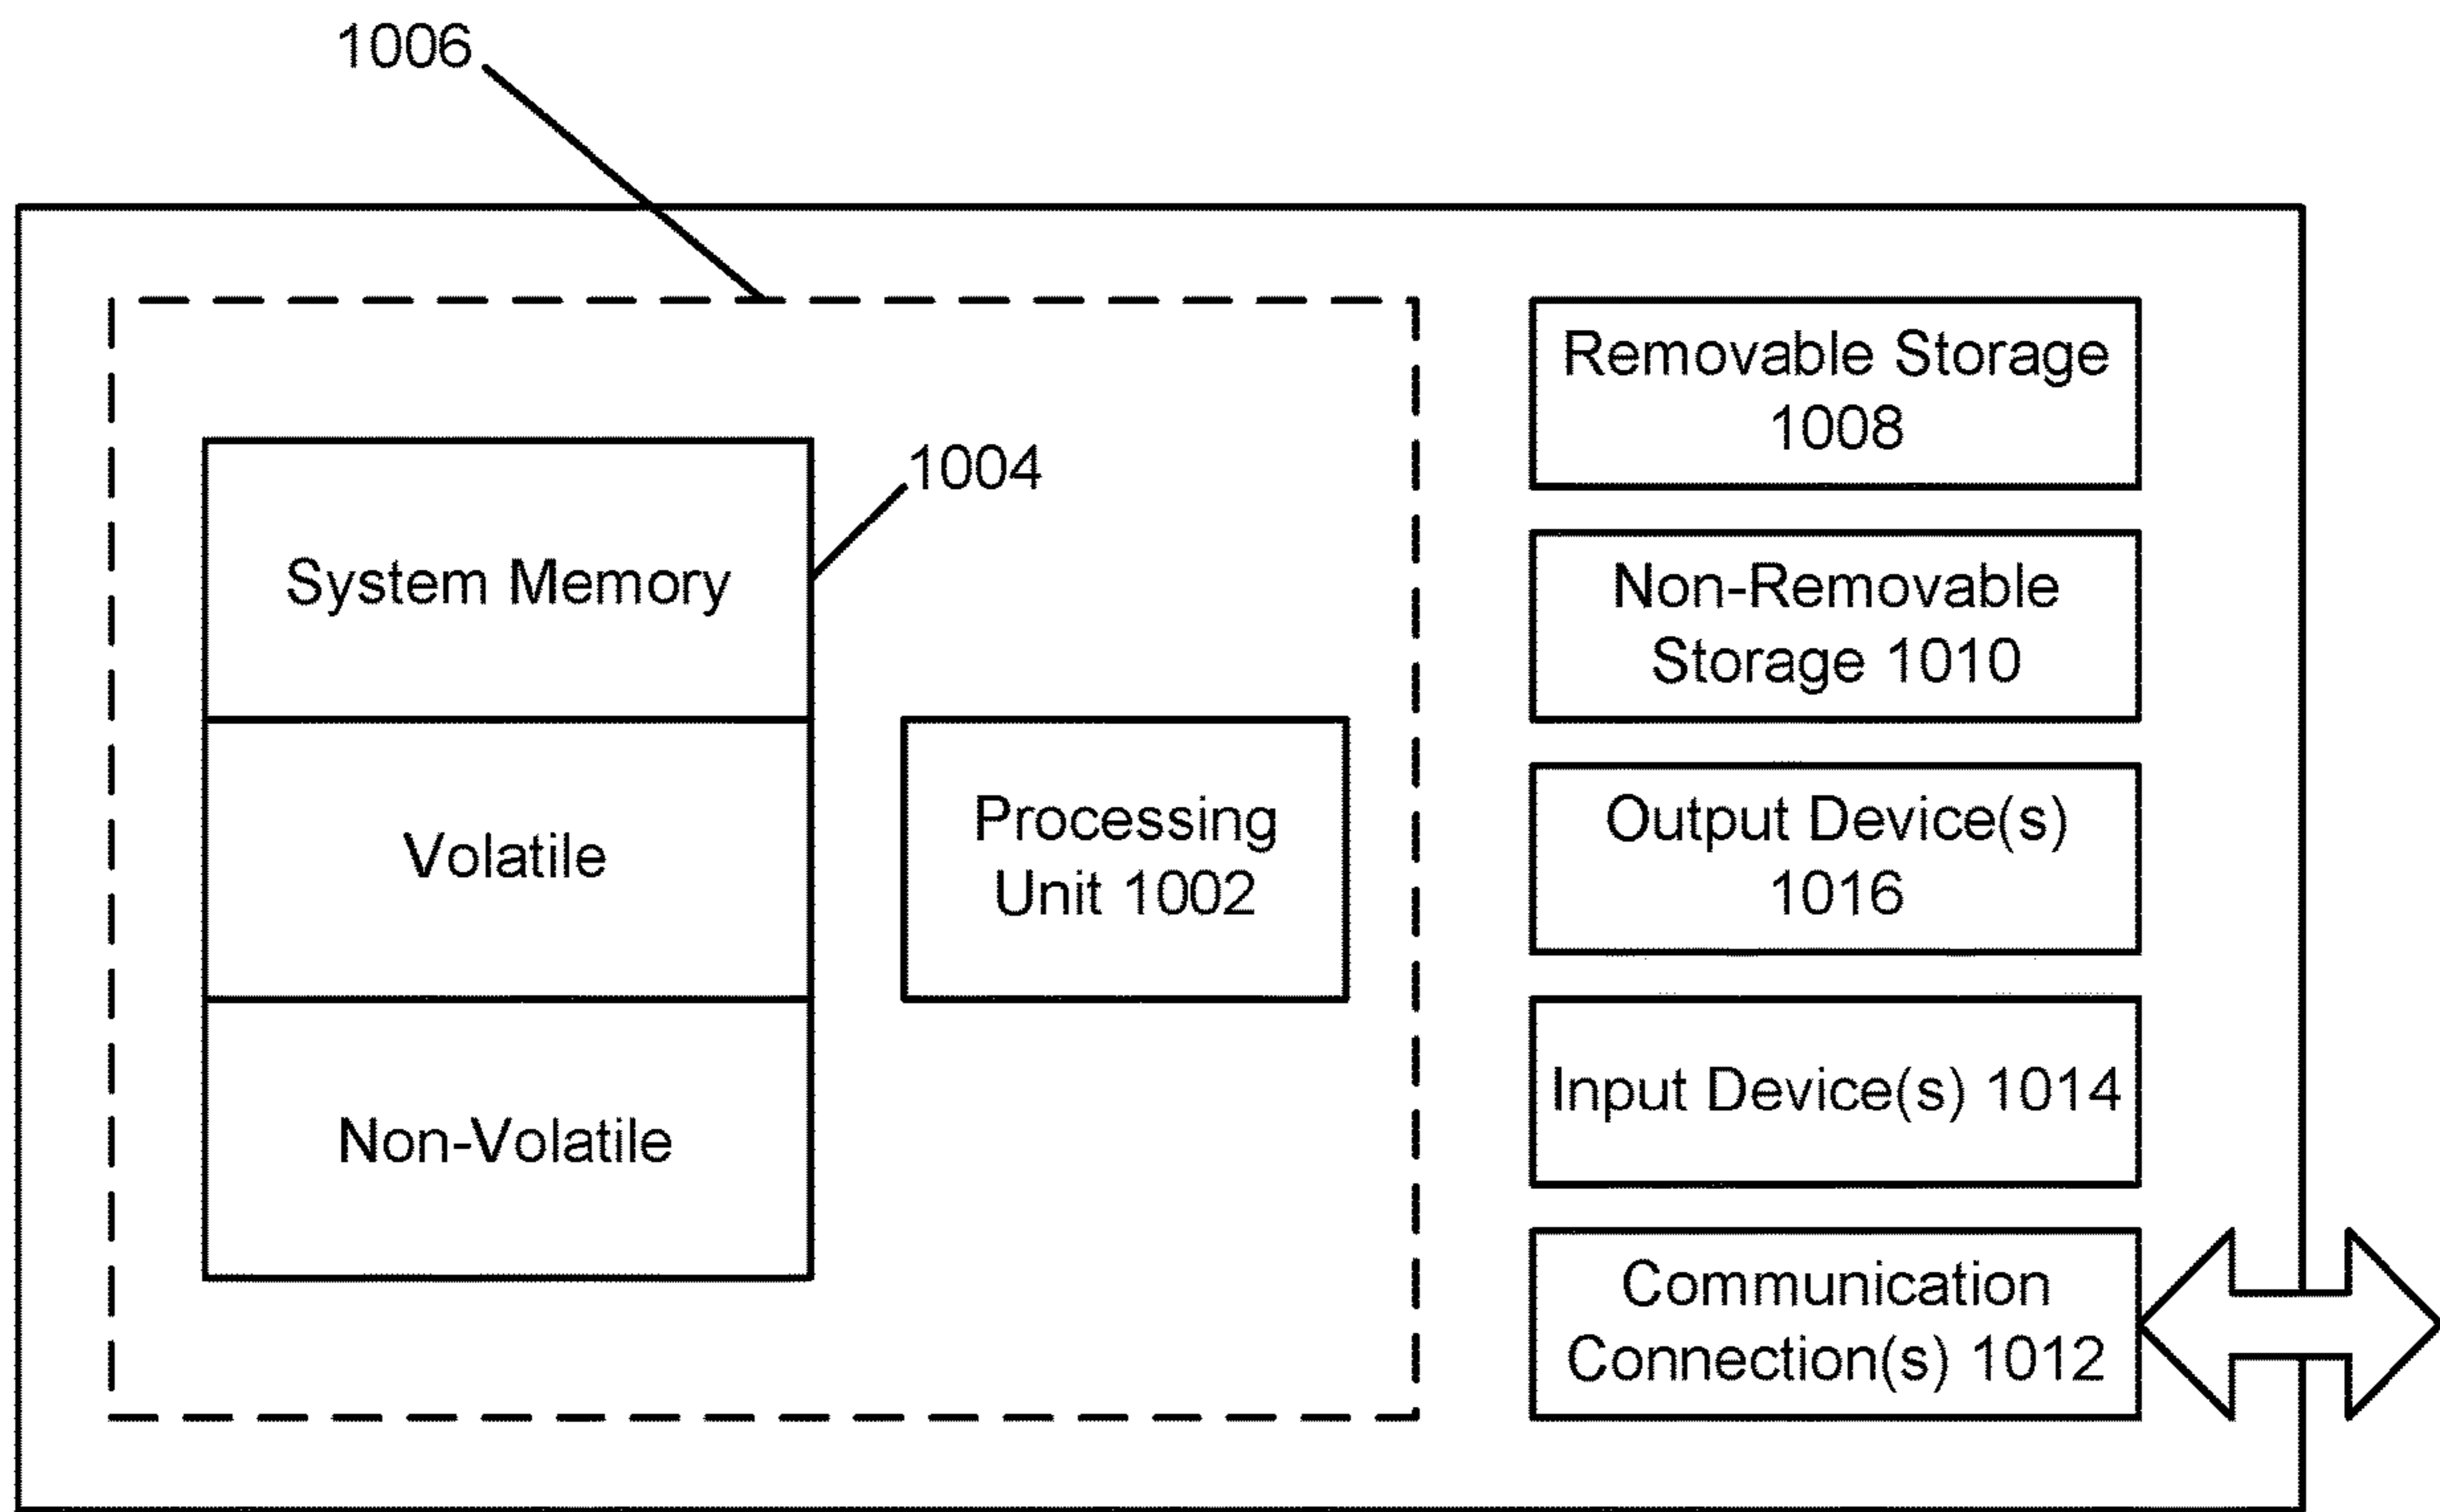 1006
1004
System Memory
Volatile
Non-Volatile
Processing
Unit 1002
Removable Storage
1008
Non-Removable
Storage 1010
Output Device(s)
1016
Input Device(s) 1014
Communication
Connection(s) 1012